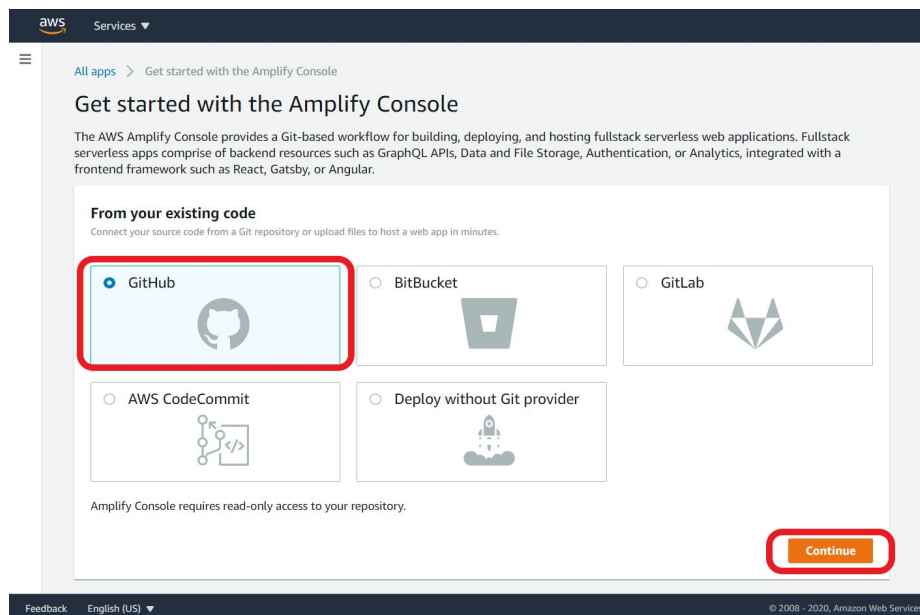 aws Services ▼
All apps > Get started with the Amplify Console
Get started with the Amplify Console
The AWS Amplify Console provides a Git-based workflow for building, deploying, and hosting fullstack serverless web applications. Fullstack
serverless apps comprise of backend resources such as GraphQL APIs, Data and File Storage, Authentication, or Analytics, integrated with a
frontend framework such as React, Gatsby, or Angular.
From your existing code
Connect your source code from a Git repository or upload files to host a web app in minutes.
GitHub BitBucket GitLab
AWS CodeCommit Deploy without Git provider
</>
Amplify Console requires read-only access to your repository.
Continue
Feedback English (US) ▼ © 2008 - 2020, Amazon Web Services